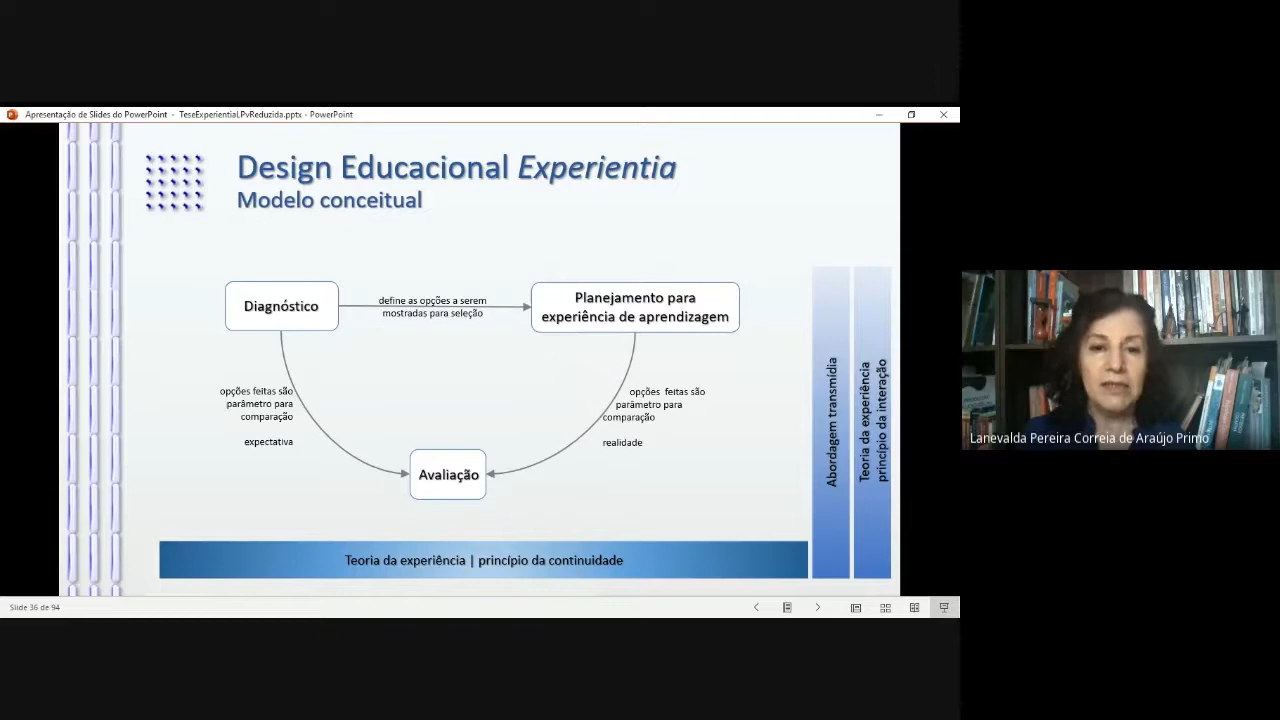 Apresentação de Slides do PowerPoint - TeseExperiential.PvReduzida.pptx - PowerPoint
Design Educacional Experientia
Modelo conceitual
Diagnóstico
define as opções a serem
mostradas para seleção
Planejamento para
experiência de aprendizagem
opções feitas são
parâmetro para
comparação
expectativa
opções feitas são
parâmetro para
comparação
realidade
Avaliação
Abordagem transmídia
Teoria da experiência
princípio da interação
Teoria da experiência | princípio da continuidade
Slide 36 de 94
Lanevalda Pereira Correia de Araújo Primo